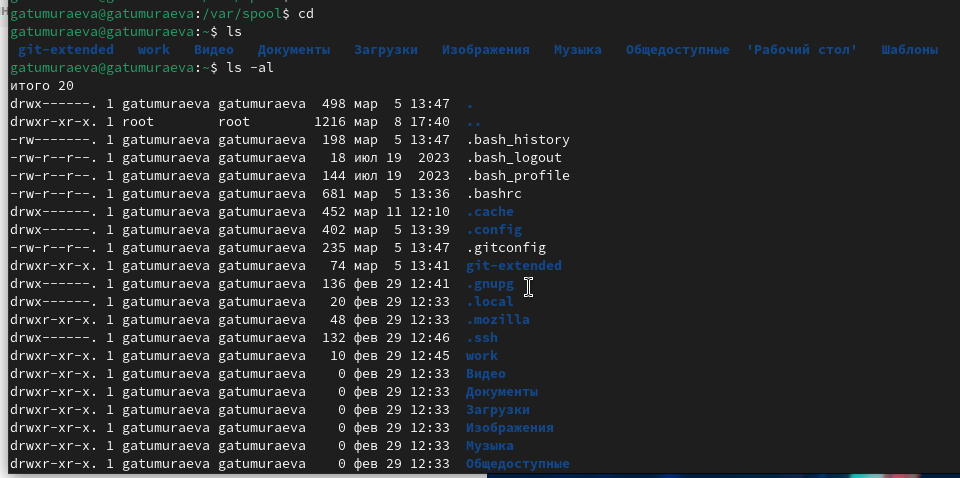 gatumuraeva@gatumuraeva:/var/spool$ cd
gatumuraeva@gatumuraeva:~$ ls
git-extended work Видео Документы Загрузки Изображения Музыка Общедоступные 'Рабочий стол' Шаблоны
gatumuraeva@gatumuraeva:~$ ls -al
итого 20
drwx------. 1 gatumuraeva gatumuraeva 498 мар 5 13:47 .
drwxr-xr-x. 1 root root 1216 мар 8 17:40 ..
-rw-------. 1 gatumuraeva gatumuraeva 198 мар 5 13:47 .bash_history
-rw-r--r--. 1 gatumuraeva gatumuraeva 18 июл 19 2023 .bash_logout
-rw-r--r--. 1 gatumuraeva gatumuraeva 144 июл 19 2023 .bash_profile
-rw-r--r--. 1 gatumuraeva gatumuraeva 681 мар 5 13:36 .bashrc
drwx------. 1 gatumuraeva gatumuraeva 452 мар 11 12:10 .cache
drwx------. 1 gatumuraeva gatumuraeva 402 мар 5 13:39 .config
-rw-r--r--. 1 gatumuraeva gatumuraeva 235 мар 5 13:47 .gitconfig
drwxr-xr-x. 1 gatumuraeva gatumuraeva 74 мар 5 13:41 git-extended
drwx------. 1 gatumuraeva gatumuraeva 136 фев 29 12:41 .gnupg
drwx------. 1 gatumuraeva gatumuraeva 20 фев 29 12:33 .local
drwxr-xr-x. 1 gatumuraeva gatumuraeva 48 фев 29 12:33 .mozilla
drwx------. 1 gatumuraeva gatumuraeva 132 фев 29 12:46 .ssh
drwxr-xr-x. 1 gatumuraeva gatumuraeva 10 фев 29 12:45 work
drwxr-xr-x. 1 gatumuraeva gatumuraeva 0 фев 29 12:33 Видео
drwxr-xr-x. 1 gatumuraeva gatumuraeva 0 фев 29 12:33 Документы
drwxr-xr-x. 1 gatumuraeva gatumuraeva 0 фев 29 12:33 Загрузки
drwxr-xr-x. 1 gatumuraeva gatumuraeva 0 фев 29 12:33 Изображения
drwxr-xr-x. 1 gatumuraeva gatumuraeva 0 фев 29 12:33 Музыка
drwxr-xr-x. 1 gatumuraeva gatumuraeva 0 фев 29 12:33 Общедоступные